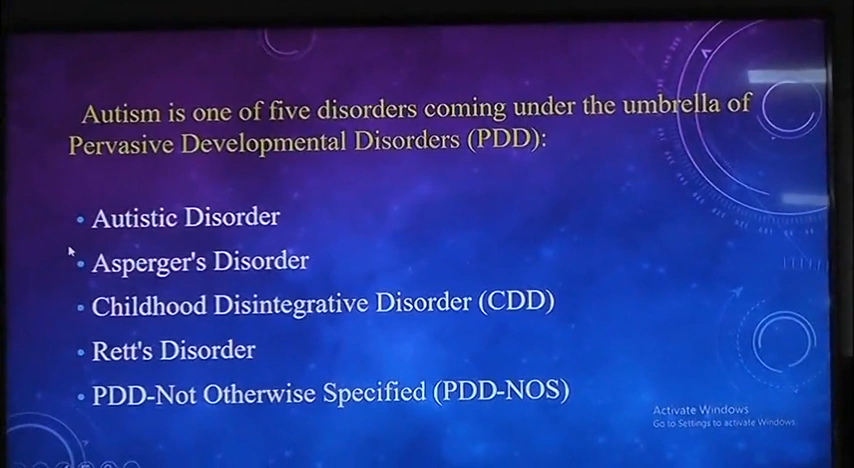 Autism is one of five disorders coming under the umbrella of
Pervasive Developmental Disorders (PDD):
• Autistic Disorder
• Asperger's Disorder
• Childhood Disintegrative Disorder (CDD)
• Rett's Disorder
• PDD-Not Otherwise Specified (PDD-NOS)
Activate Windows
Go to Settings to activate Windows.